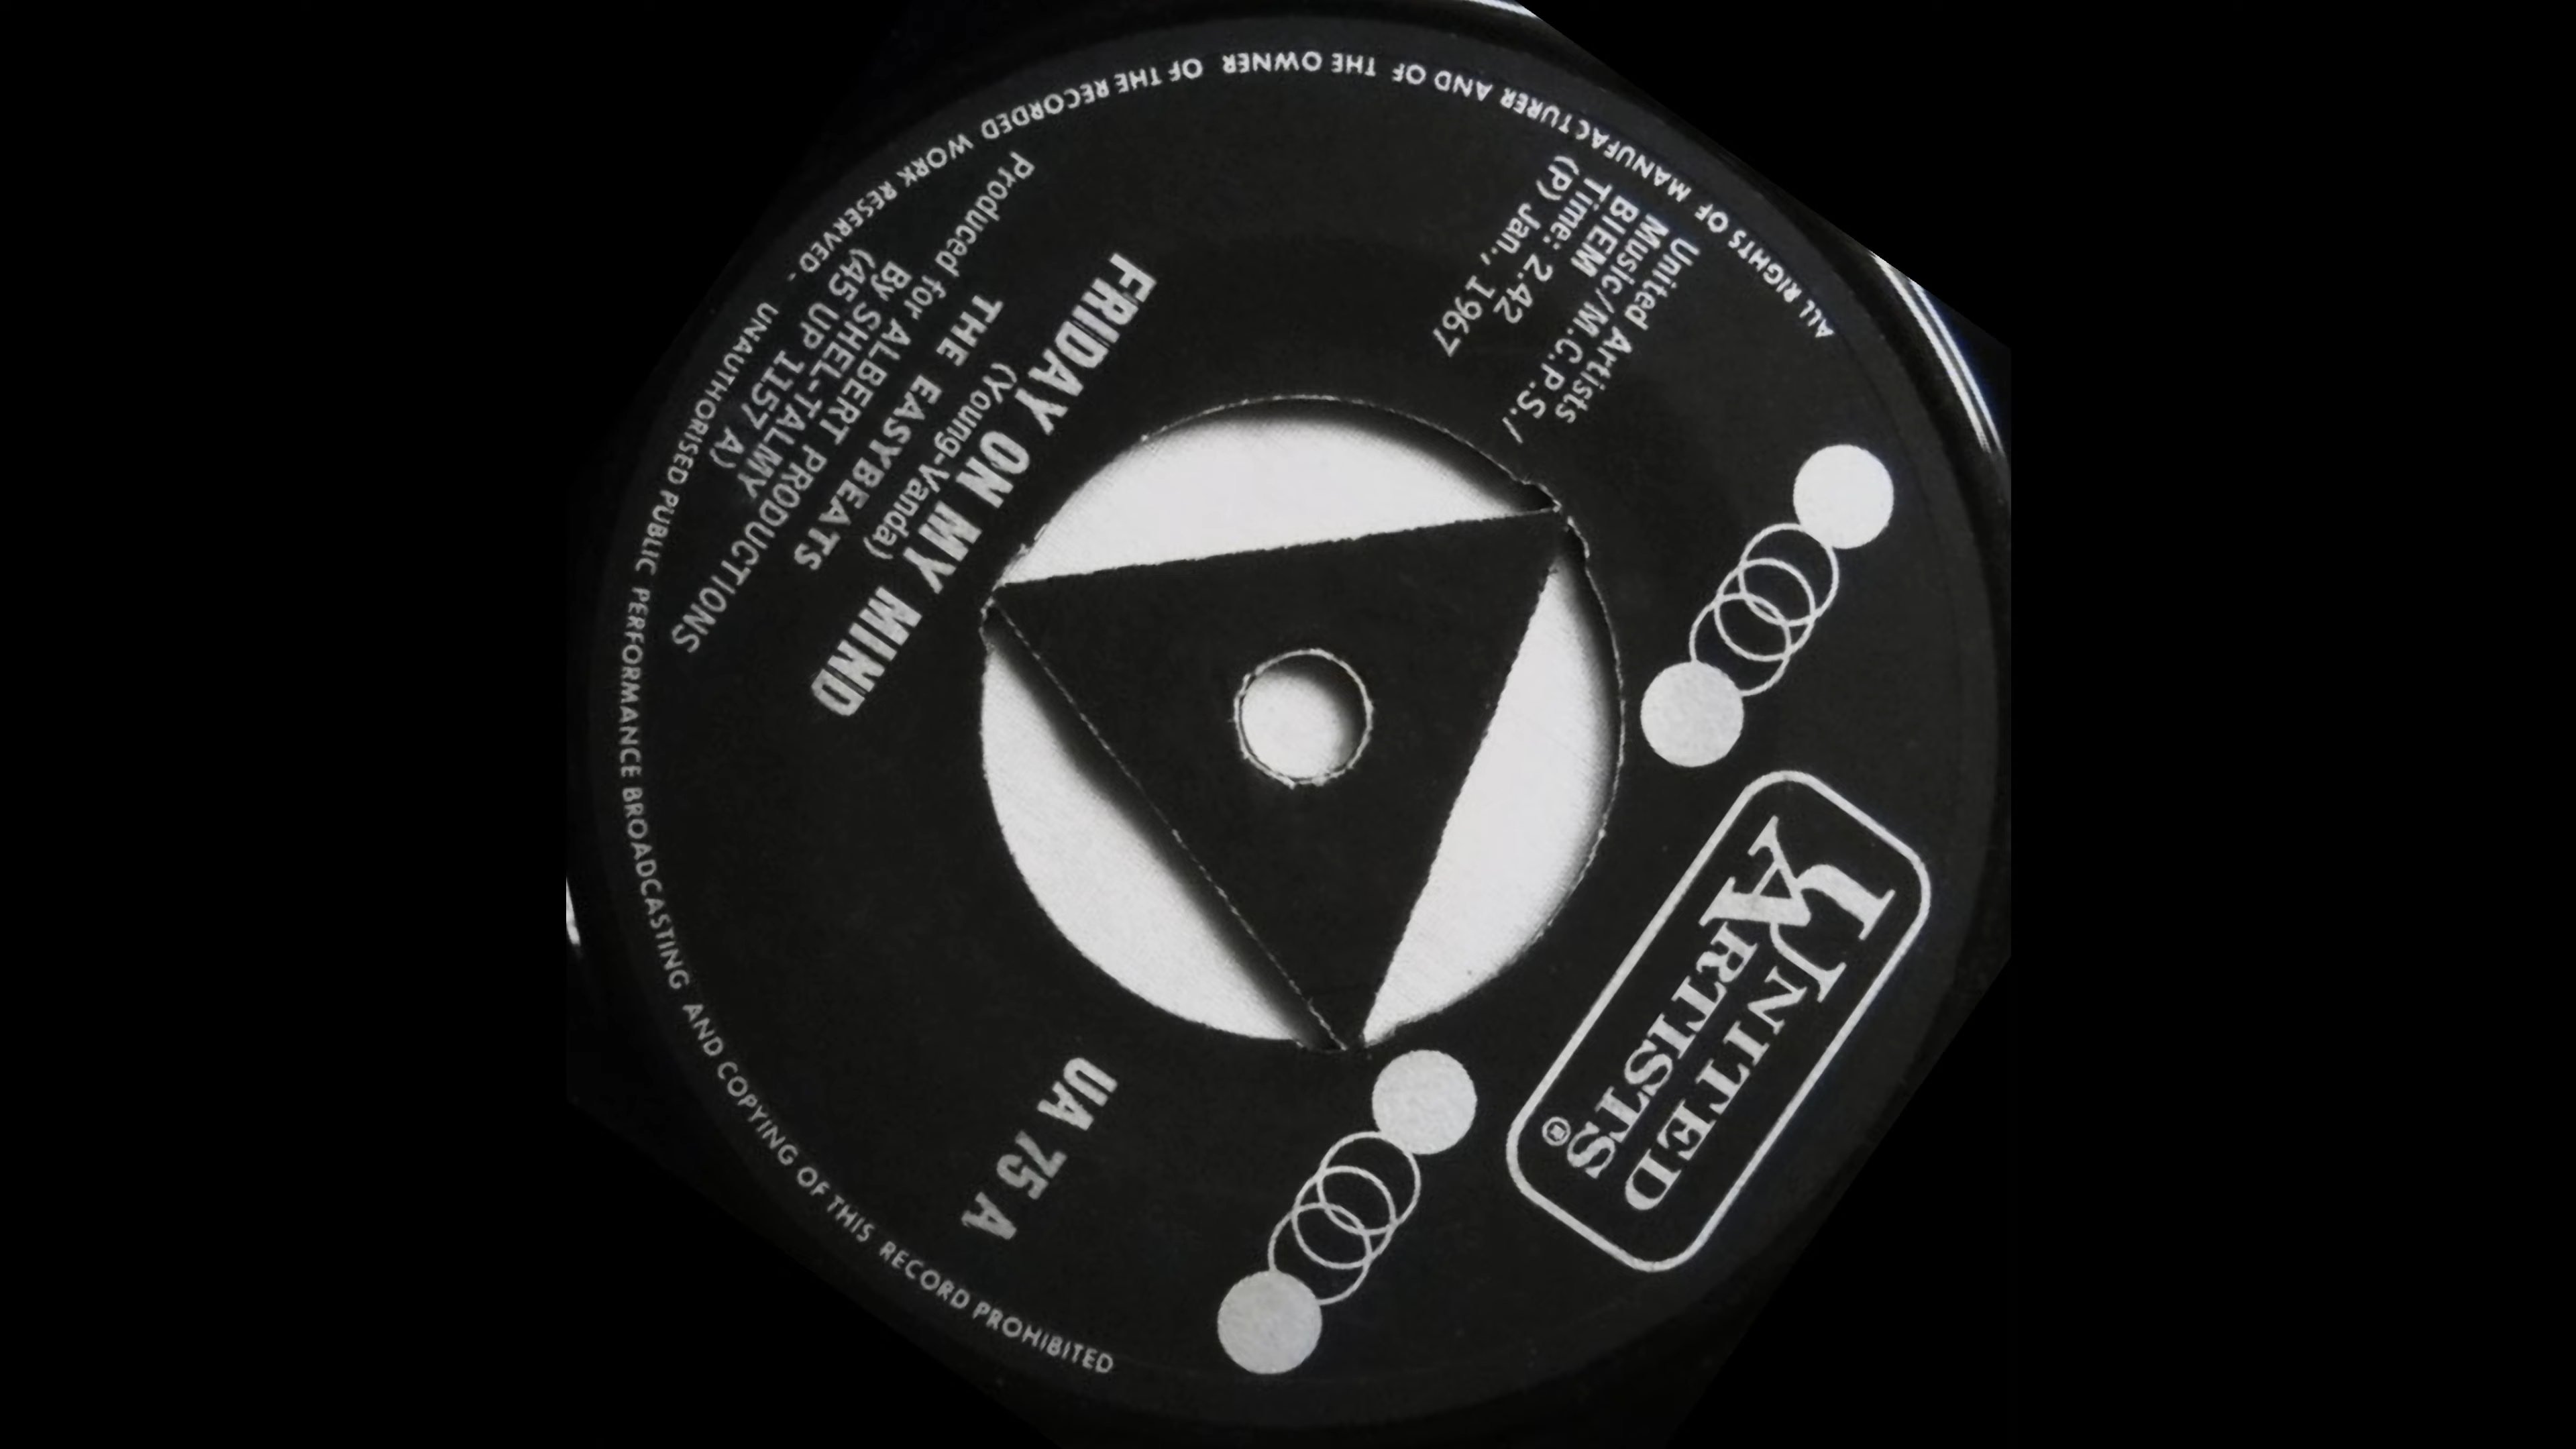 UNITED
ARTISTS
®
United Artists
Music/M.C.P.S./
BIEM
Time: 2.42
(P) Jan., 1967
UA 75 A
FRIDAY ON MY MIND
(Young-Vanda)
THE EASYBEATS
Produced for ALBERT PRODUCTIONS
By SHEL-TALMY
(45 UP 1157 A)
ALL RIGHTS OF MANUFACTURER AND OF THE OWNER OF THE RECORDED WORK RESERVED - UNAUTHORISED PUBLIC PERFORMANCE BROADCASTING AND COPYING OF THIS RECORD PROHIBITED